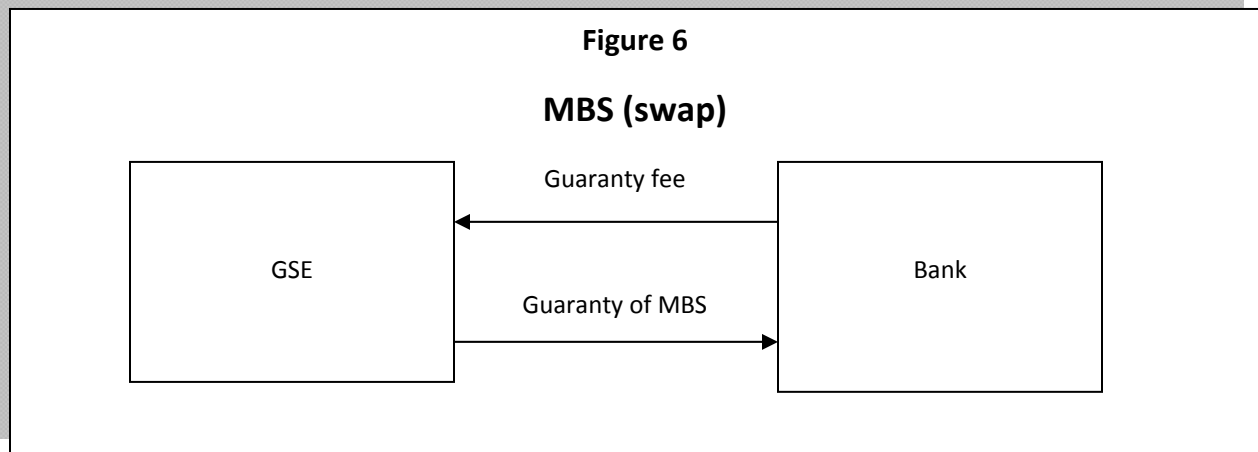 Figure 6
MBS (swap)
Guaranty fee
GSE
Bank
Guaranty of MBS